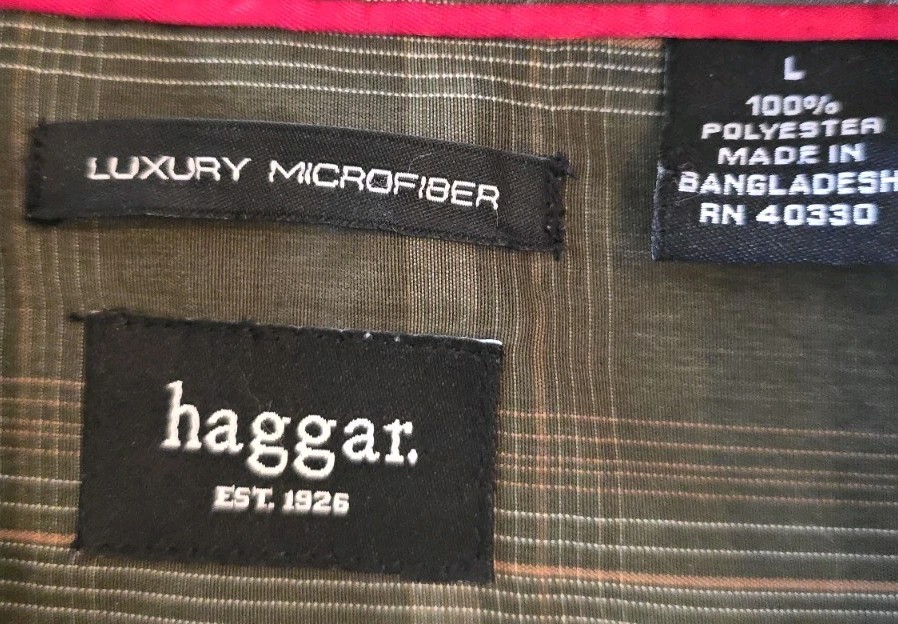 LUXURY MICROFIBER
L
100%
POLYESTER
MADE IN
BANGLADESH
RN 40330
haggar.
EST. 1926